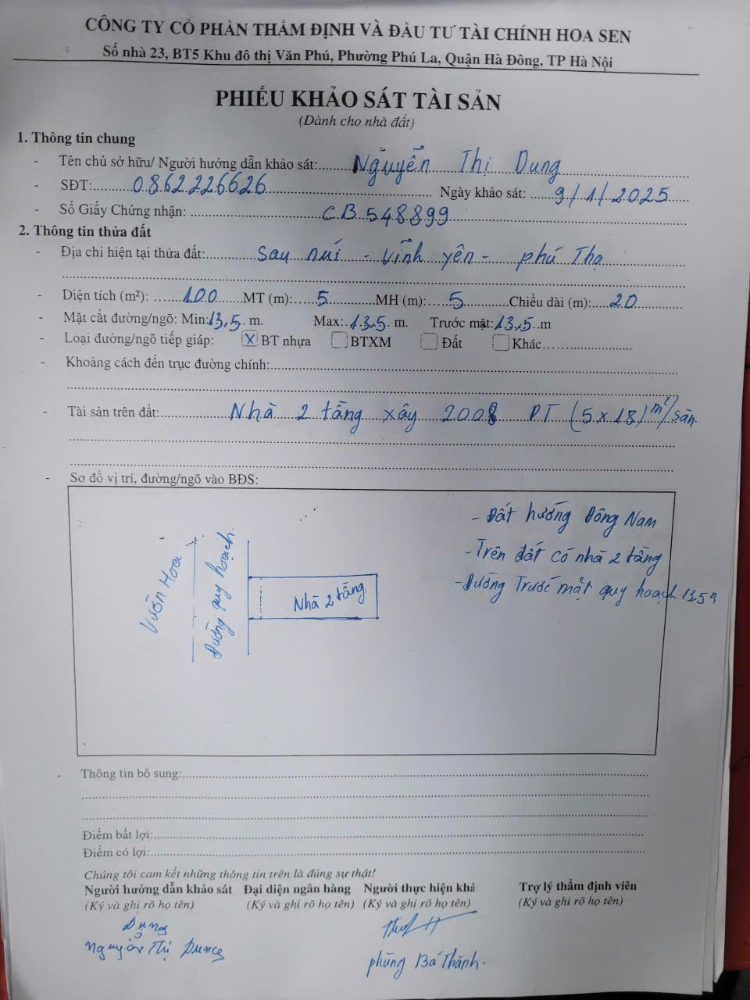 CÔNG TY CỔ PHẦN THẨM ĐỊNH VÀ ĐẦU TƯ TÀI CHÍNH HOA SEN
Số nhà 23, BT5 Khu đô thị Văn Phú, Phường Phú La, Quận Hà Đông, TP Hà Nội
PHIẾU KHẢO SÁT TÀI SẢN
(Dành cho nhà đất)
1. Thông tin chung
- Tên chủ sở hữu/ Người hướng dẫn khảo sát: Nguyễn Thị Dung
- SĐT: 0862226626 Ngày khảo sát: 9/1/2025
- Số Giấy Chứng nhận: CB 548899
2. Thông tin thửa đất
- Địa chỉ hiện tại thửa đất: Sau núi - Vĩnh yên - phú Thọ
- Diện tích (m²): 100 MT (m): 5 MH (m): 5 Chiều dài (m): 20
- Mặt cắt đường/ngõ: Min: 13,5 m. Max: 13,5 m. Trước mặt: 13,5 m
- Loại đường/ngõ tiếp giáp: X BT nhựa BTXM Đất Khác
- Khoảng cách đến trục đường chính:
- Tài sản trên đất: Nhà 2 tầng xây 2008 DT (5 x 18) m²/sàn
- Sơ đồ vị trí, đường/ngõ vào BĐS:
- Đất hướng Đông Nam
- Trên đất có nhà 2 tầng
- Đường Trước mặt quy hoạch 13,5m
Vườn Hoa
Đường quy hoạch
Nhà 2 tầng
- Thông tin bổ sung:
Điểm bất lợi:
Điểm có lợi:
Chúng tôi cam kết những thông tin trên là đúng sự thật!
Người hướng dẫn khảo sát Đại diện ngân hàng Người thực hiện khả Trợ lý thẩm định viên
(Ký và ghi rõ họ tên) (Ký và ghi rõ họ tên) (Ký và ghi rõ họ tên) (Ký và ghi rõ họ tên)
Dung
Nguyễn Thị Dung
phùng Bá Thành.